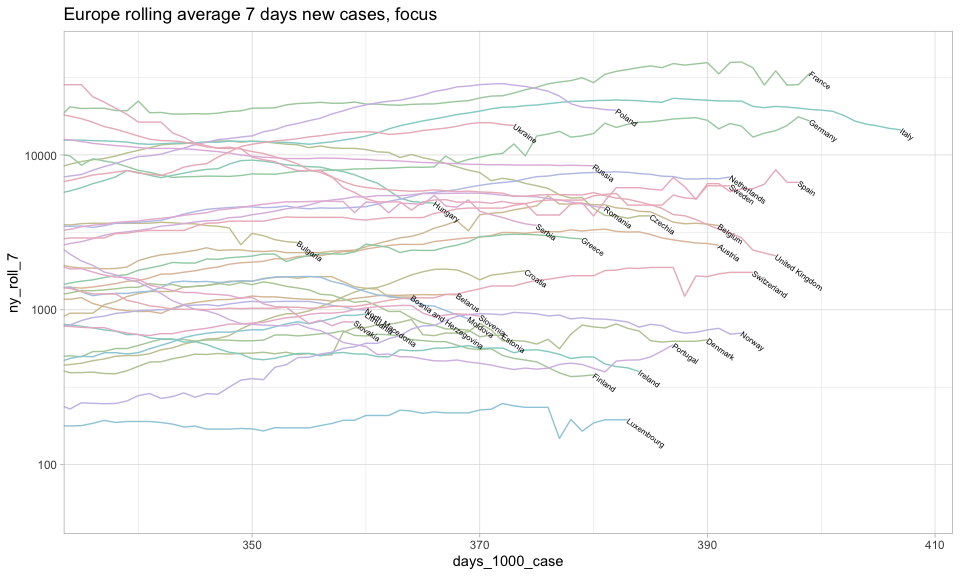 Europe rolling average 7 days new cases, focus
ny_roll_7
10000
1000
100
France
Poland
Ukraine
Germany
Italy
Russia
Netherlands
Sweden
Spain
Hungary
Romania
Czechia
Serbia
Belgium
Greece
Bulgaria
Austria
United Kingdom
Croatia
Switzerland
Belarus
Slovenia
Bosnia and Herzegovina
North Macedonia
Moldova
Estonia
Slovakia
Norway
Denmark
Portugal
Ireland
Finland
Luxembourg
350
370
390
410
days_1000_case